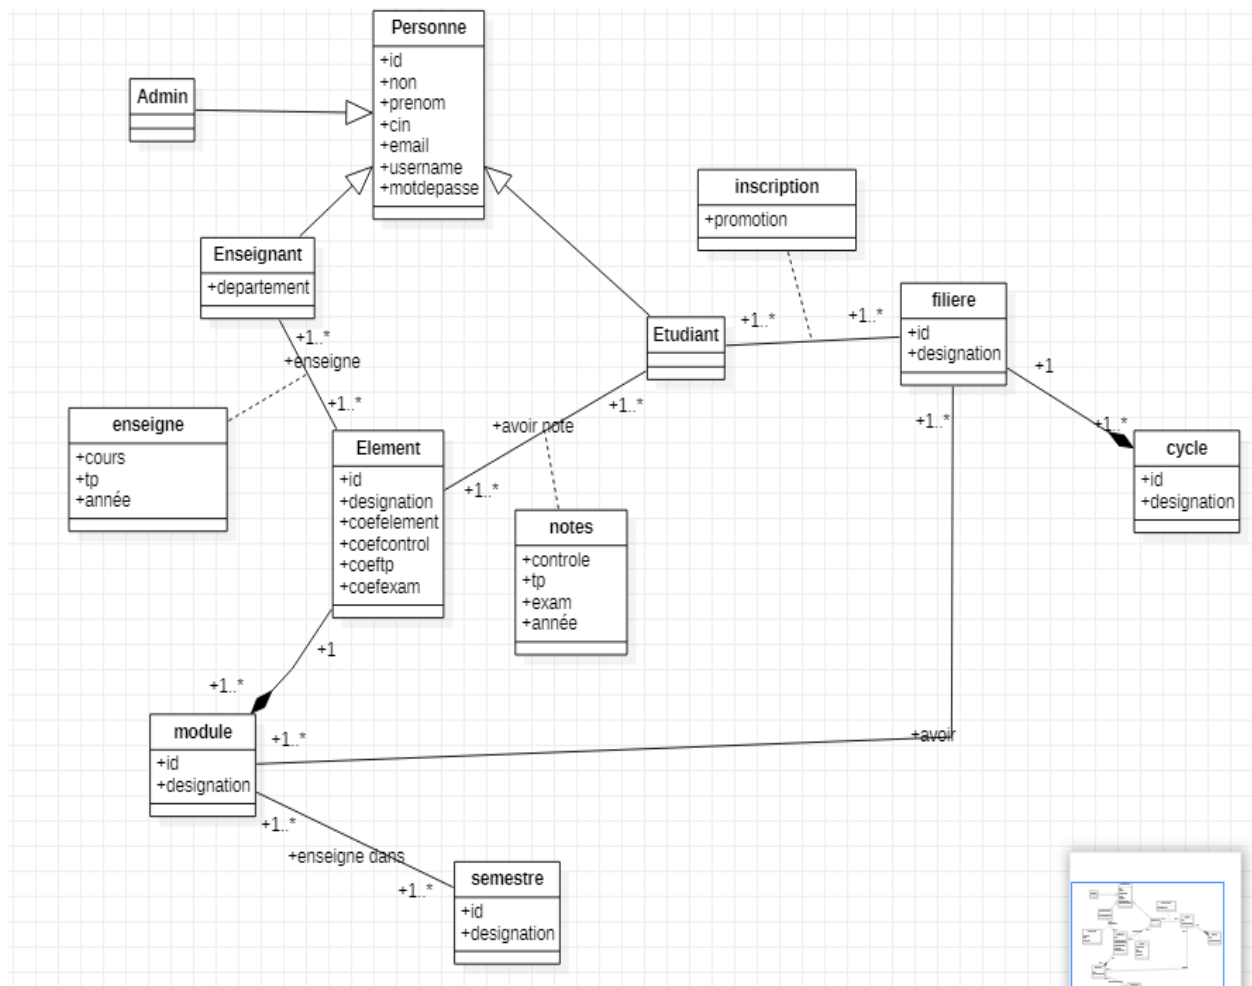 Personne
+id
+non
+prenom
+cin
+email
+username
+motdepasse
Admin
inscription
+promotion
Enseignant
+departement
filiere
+id
+designation
Etudiant
+1..*
+1..*
+1..*
+enseigne
+1..*
+1
+1..*
+1..*
+1..*
+avoir note
+1..*
enseigne
+cours
+tp
+année
Element
+id
+designation
+coefelement
+coefcontrol
+coeftp
+coefexam
cycle
+id
+designation
notes
+controle
+tp
+exam
+année
+1
+1..*
module
+id
+designation
+1..*
+avoir
+1..*
+enseigne dans
+1..*
semestre
+id
+designation